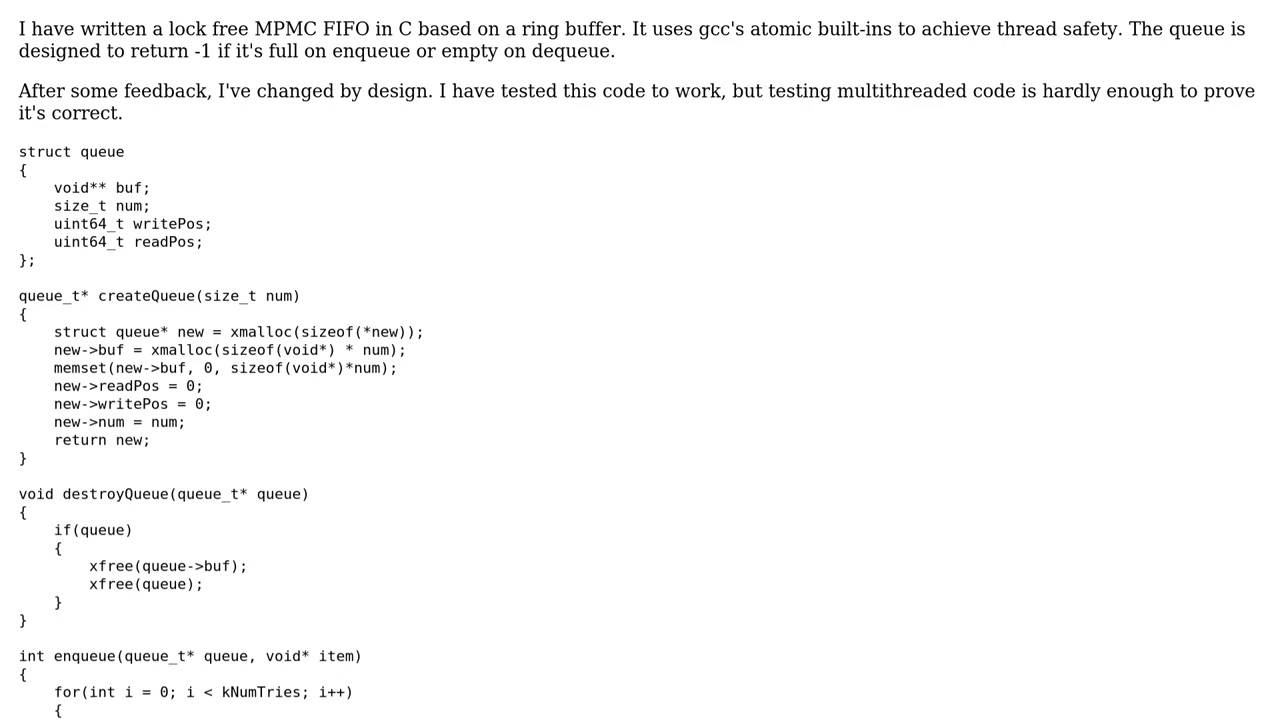 I have written a lock free MPMC FIFO in C based on a ring buffer. It uses gcc's atomic built-ins to achieve thread safety. The queue is
designed to return -1 if it's full on enqueue or empty on dequeue.
After some feedback, I've changed by design. I have tested this code to work, but testing multithreaded code is hardly enough to prove
it's correct.
struct queue
{
    void** buf;
    size_t num;
    uint64_t writePos;
    uint64_t readPos;
};
queue_t* createQueue(size_t num)
{
    struct queue* new = xmalloc(sizeof(*new));
    new->buf = xmalloc(sizeof(void*) * num);
    memset(new->buf, 0, sizeof(void*)*num);
    new->readPos = 0;
    new->writePos = 0;
    new->num = num;
    return new;
}
void destroyQueue(queue_t* queue)
{
    if(queue)
    {
        xfree(queue->buf);
        xfree(queue);
    }
}
int enqueue(queue_t* queue, void* item)
{
    for(int i = 0; i < kNumTries; i++)
    {